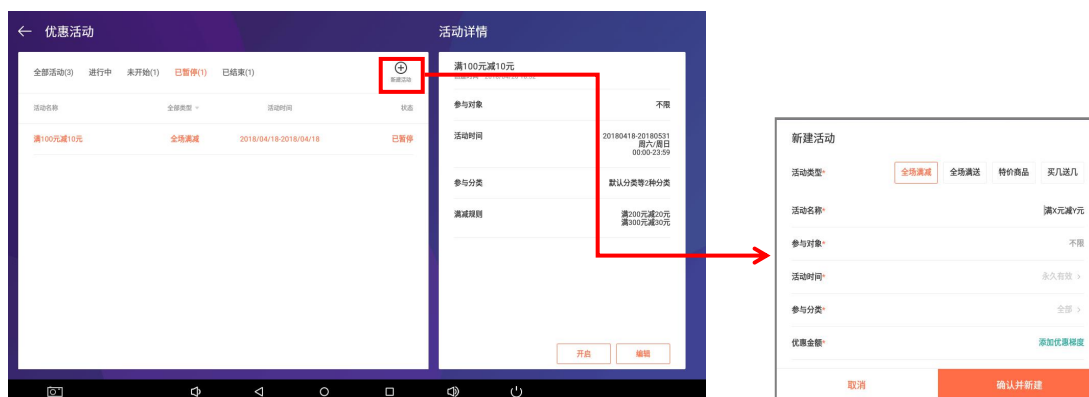 优惠活动
全部活动(3) 进行中 未开始(1) 已暂停(1) 已结束(1) 新建活动
活动名称 全部类型 活动时间 状态
满100元减10元 全场满减 2018/04/18-2018/04/18 已暂停
活动详情
满100元减10元
参与对象 不限
活动时间 20180418-20180531
周六/周日
00:00-23:59
参与分类 默认分类等2种分类
满减规则 满200元减20元
满300元减30元
开启 编辑
新建活动
活动类型* 全场满减 全场满送 特价商品 买几送几
活动名称* 满X元减Y元
参与对象* 不限
活动时间* 永久有效 >
参与分类* 全部 >
优惠金额* 添加优惠梯度
取消 确认并新建